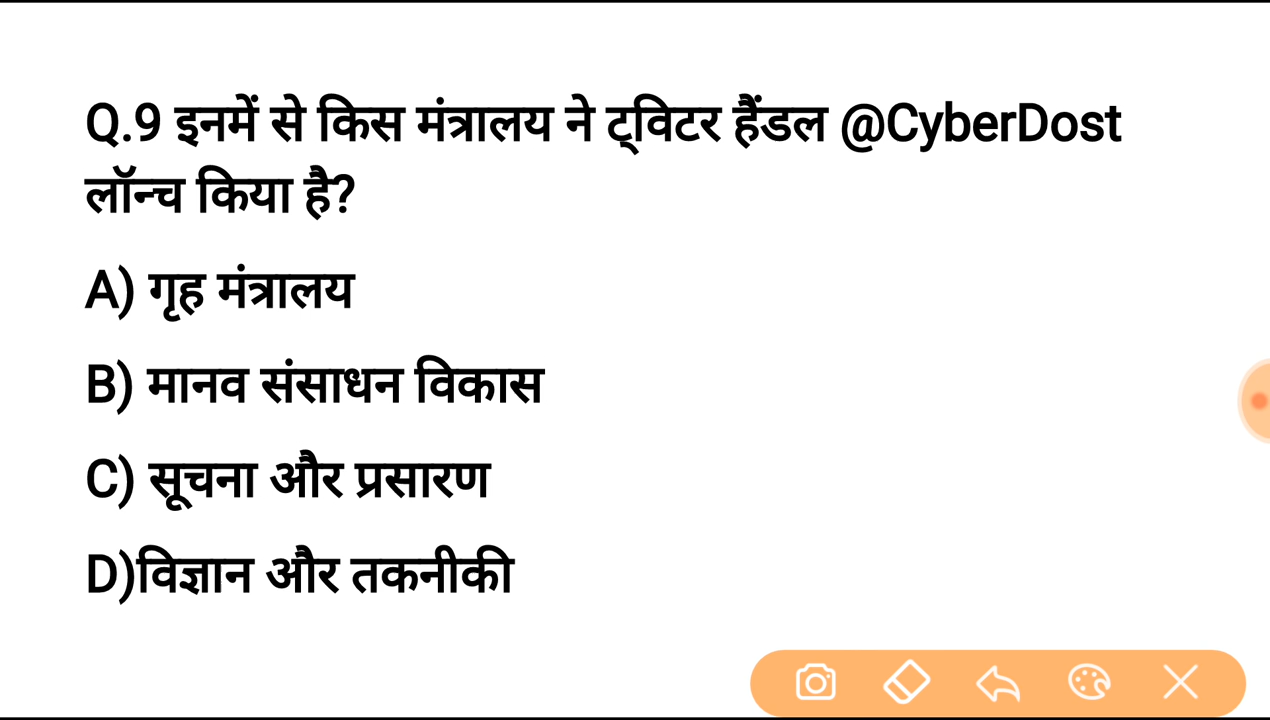 Q.9 इनमें से किस मंत्रालय ने ट्विटर हैंडल @CyberDost
लॉन्च किया है?
A) गृह मंत्रालय
B) मानव संसाधन विकास
C) सूचना और प्रसारण
D)विज्ञान और तकनीकी